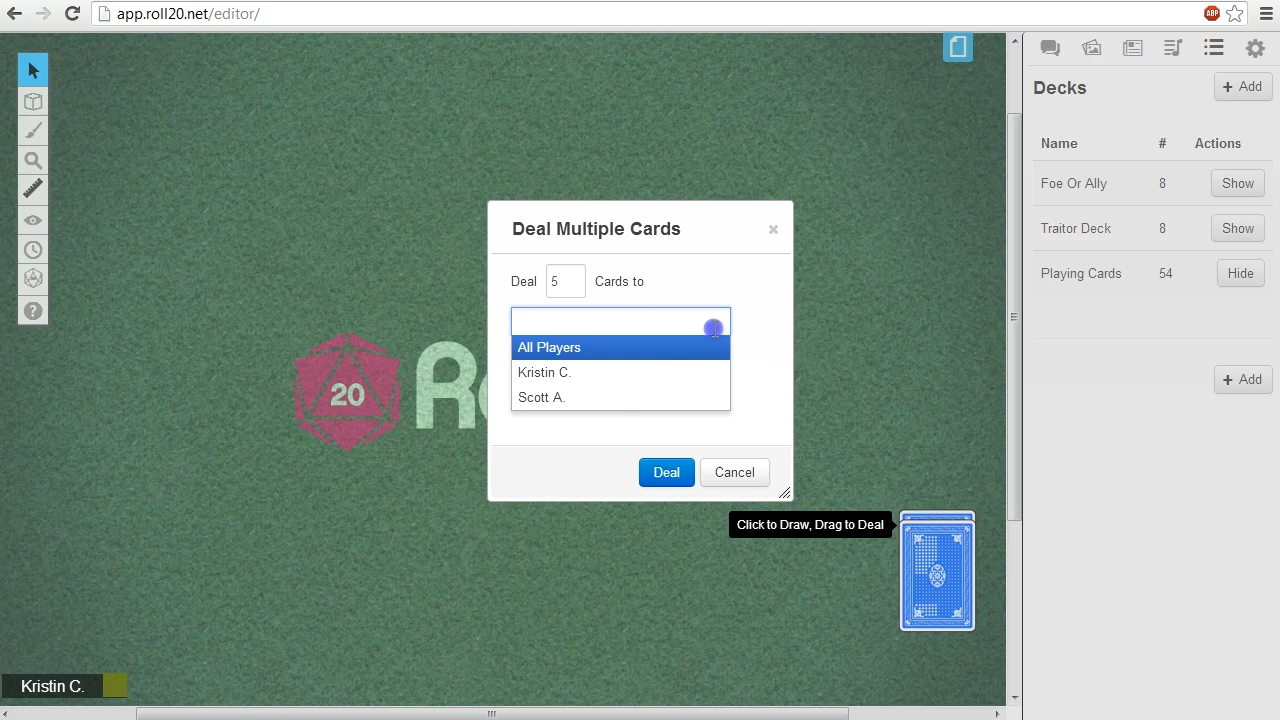 app.roll20.net/editor/
ABP
Decks
+ Add
Name # Actions
Foe Or Ally 8 Show
Traitor Deck 8 Show
Playing Cards 54 Hide
+ Add
Deal Multiple Cards
×
Deal 5 Cards to
All Players
Kristin C.
Scott A.
Deal Cancel
20 Ro
Click to Draw, Drag to Deal
Kristin C.